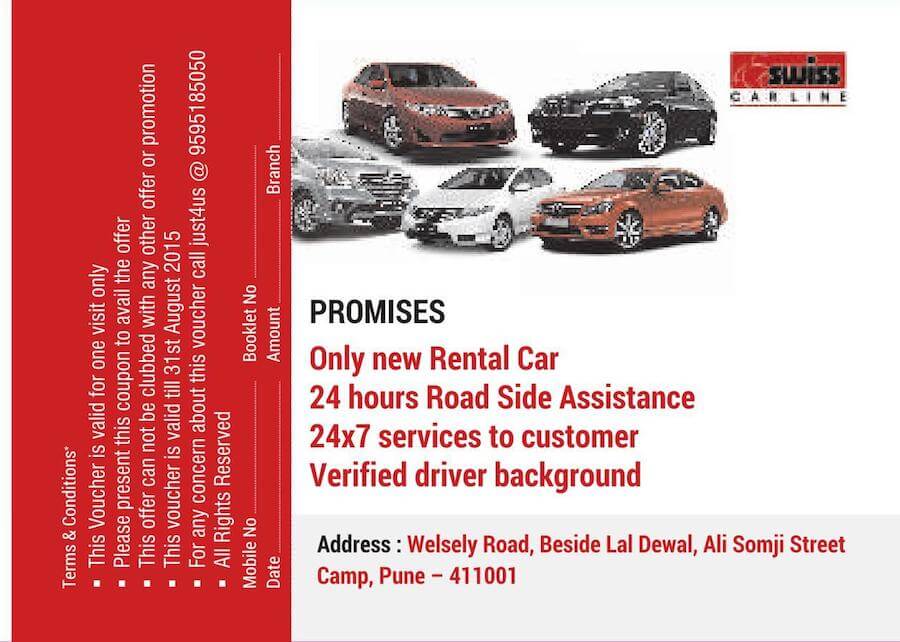 Terms & Conditions*
▪ This Voucher is valid for one visit only
▪ Please present this coupon to avail the offer
▪ This offer can not be clubbed with any other offer or promotion
▪ This voucher is valid till 31st August 2015
▪ For any concern about this voucher call just4us @ 9595185050
▪ All Rights Reserved
Mobile No Booklet No
Date Amount Branch
swiss
CAR LINE
PROMISES
Only new Rental Car
24 hours Road Side Assistance
24x7 services to customer
Verified driver background
Address : Welsely Road, Beside Lal Dewal, Ali Somji Street
Camp, Pune – 411001